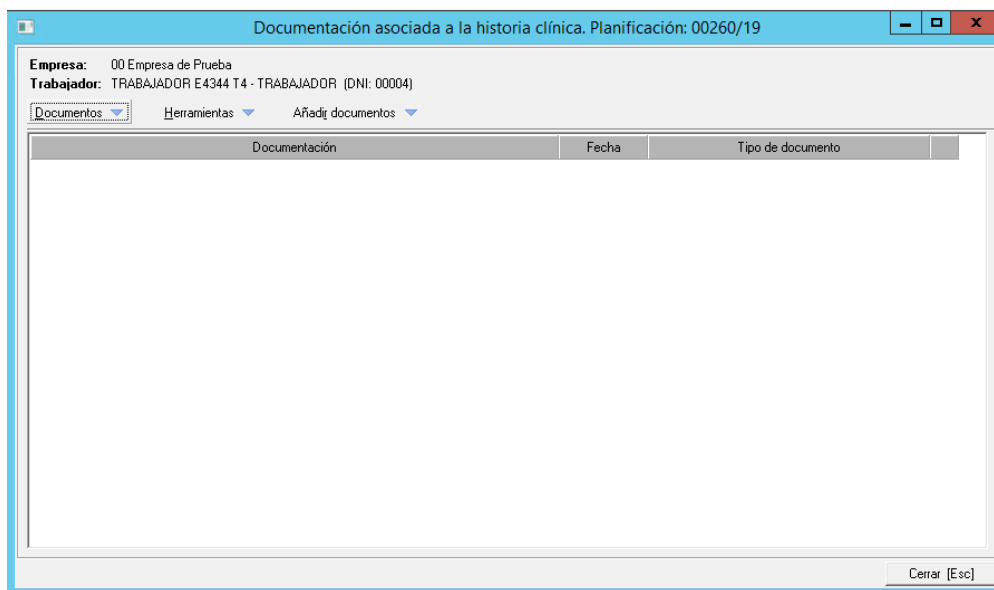 Documentación asociada a la historia clínica. Planificación: 00260/19
Empresa: 00 Empresa de Prueba
Trabajador: TRABAJADOR E4344 T4 - TRABAJADOR (DNI: 00004)
Documentos Herramientas Añadir documentos
Documentación Fecha Tipo de documento
Cerrar [Esc]